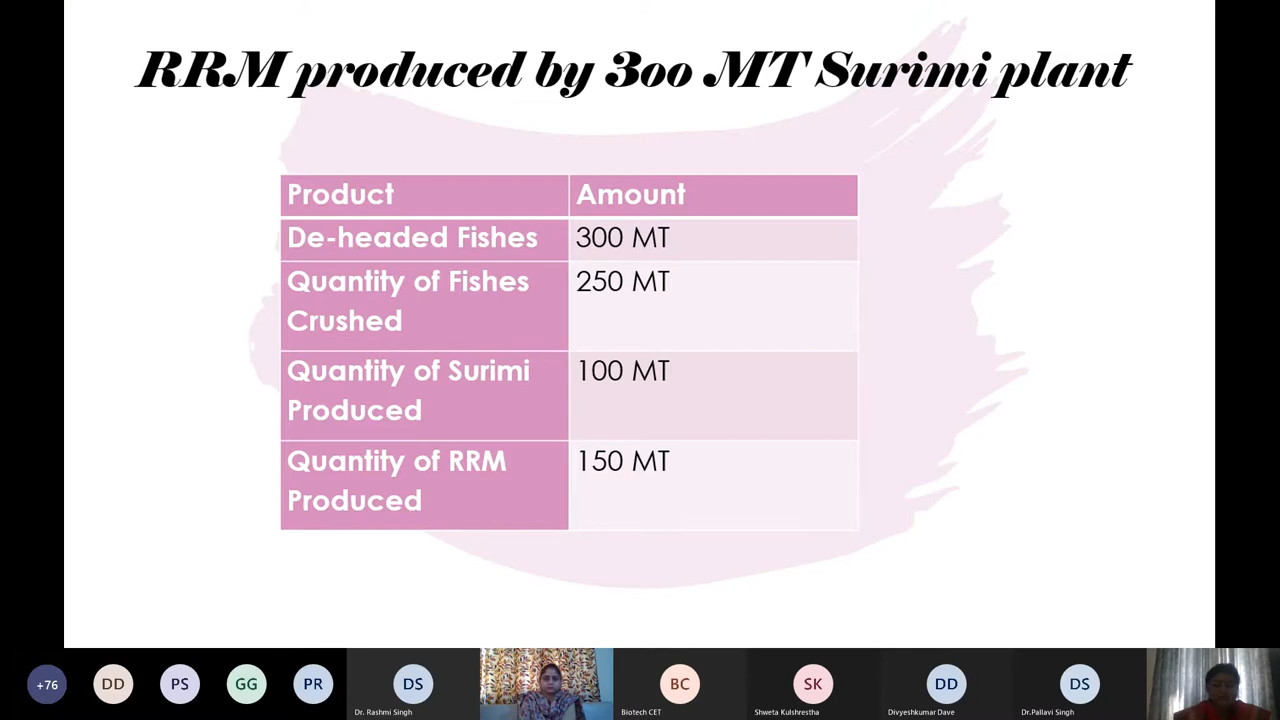 RRM produced by 300 MT Surimi plant
Product Amount
De-headed Fishes 300 MT
Quantity of Fishes 250 MT
Crushed
Quantity of Surimi 100 MT
Produced
Quantity of RRM 150 MT
Produced
+76 DD PS GG PR DS BC SK DD DS
Dr. Rashmi Singh Biotech CET Shweta Kulshrestha Divyeshkumar Dave Dr.Pallavi Singh